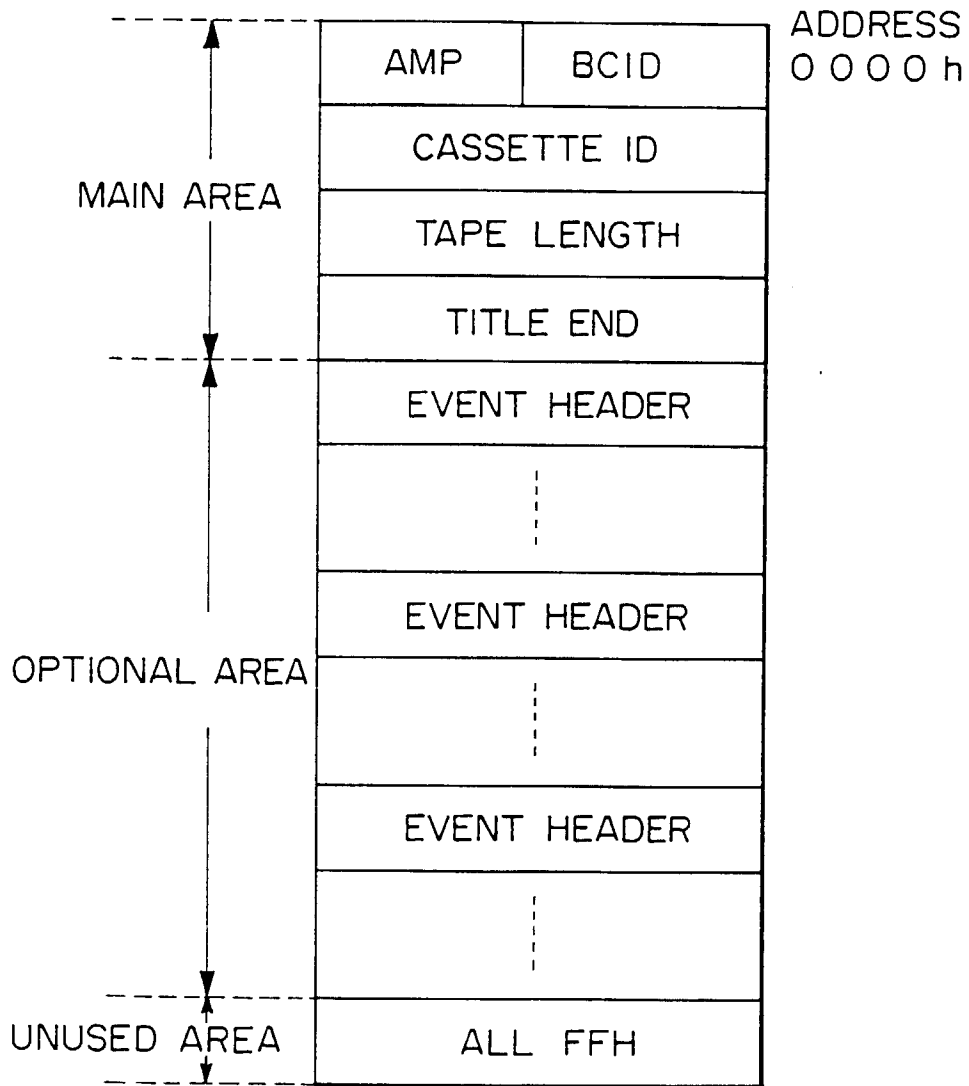 ADDRESS
0000h
AMP
BCID
CASSETTE ID
MAIN AREA
TAPE LENGTH
TITLE END
EVENT HEADER
EVENT HEADER
OPTIONAL AREA
EVENT HEADER
UNUSED AREA
ALL FFH